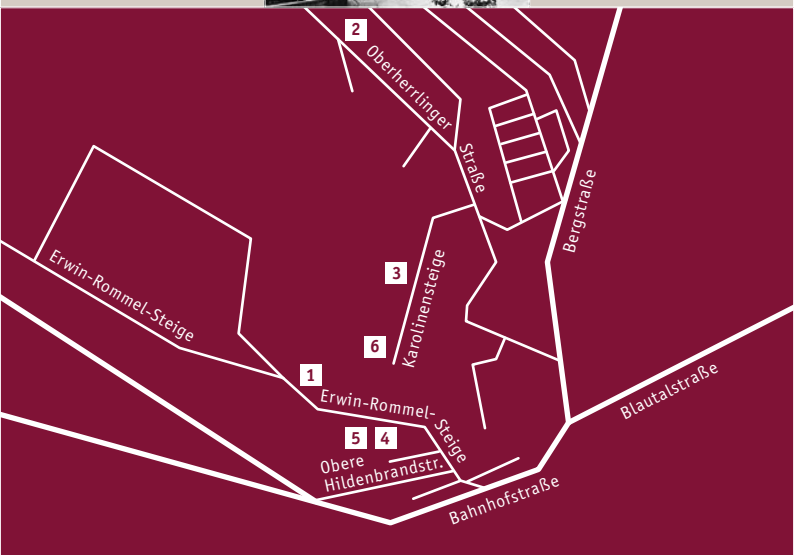 2
Oberherrlinger
Straße
Bergstraße
3
Karolinensteige
Erwin-Rommel-Steige
6
1
Erwin-Rommel-
Steige
Blautalstraße
5 4
Obere
Hildenbrandstr.
Bahnhofstraße